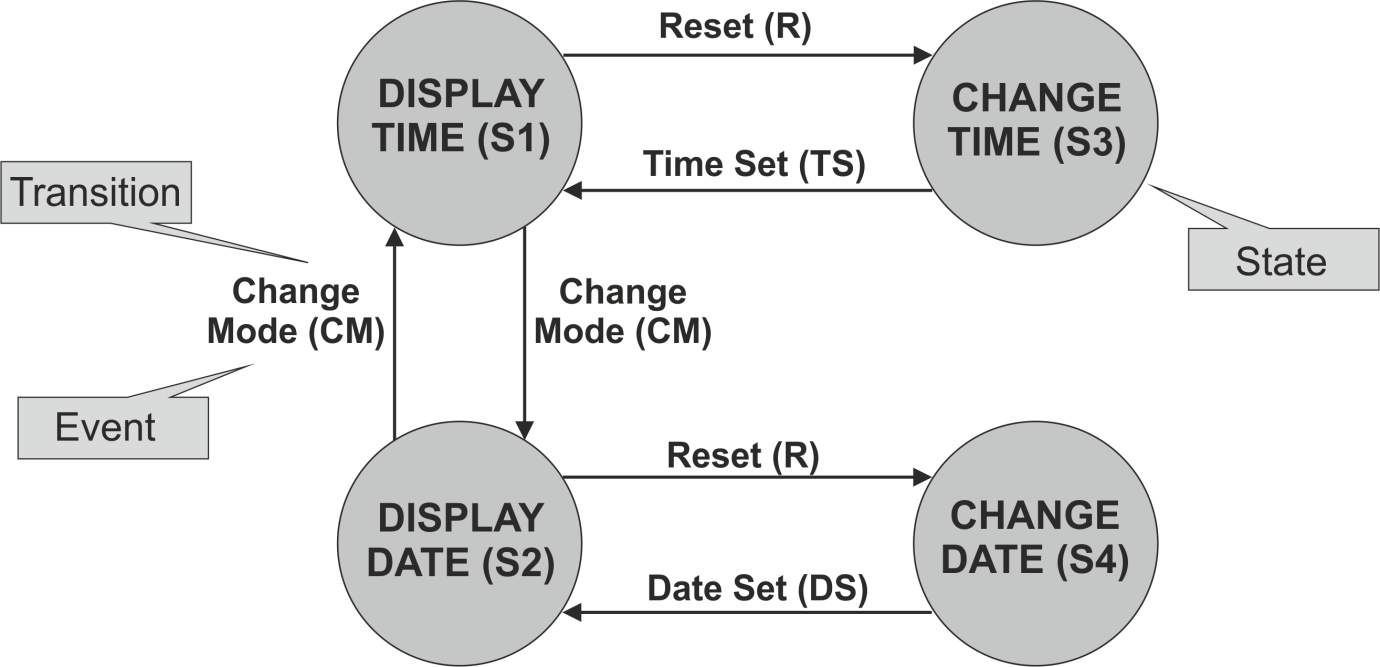 Reset (R)
DISPLAY
TIME (S1)
CHANGE
TIME (S3)
Time Set (TS)
Transition
State
Change
Mode (CM)
Change
Mode (CM)
Event
Reset (R)
DISPLAY
DATE (S2)
CHANGE
DATE (S4)
Date Set (DS)